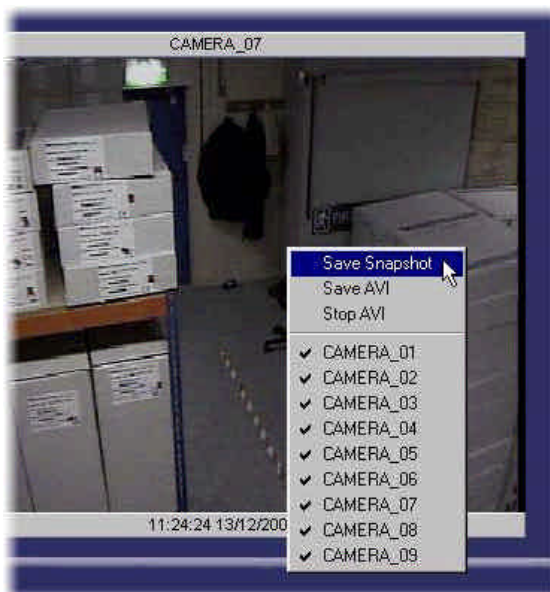 CAMERA_07
Save Snapshot
Save AVI
Stop AVI
CAMERA_01
CAMERA_02
CAMERA_03
CAMERA_04
CAMERA_05
CAMERA_06
CAMERA_07
CAMERA_08
CAMERA_09
11:24:24 13/12/200